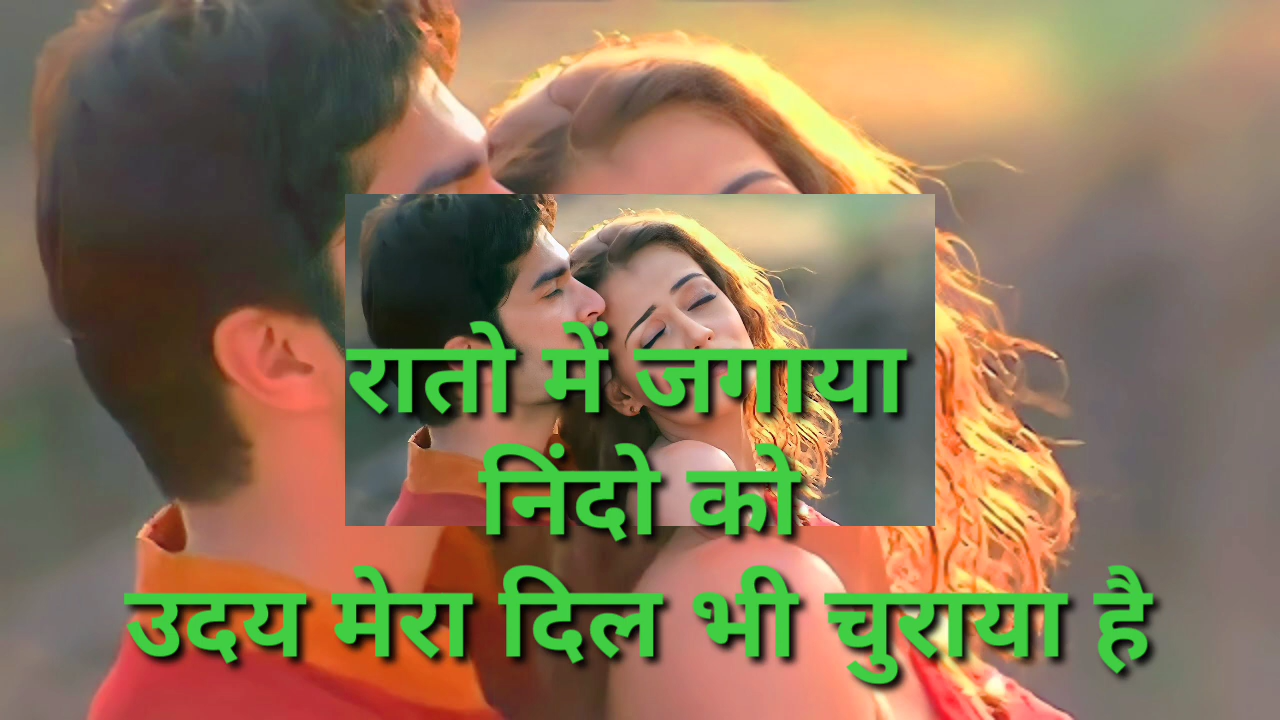 रातो में जगाया
निंदो को
उदय मेरा दिल भी चुराया है